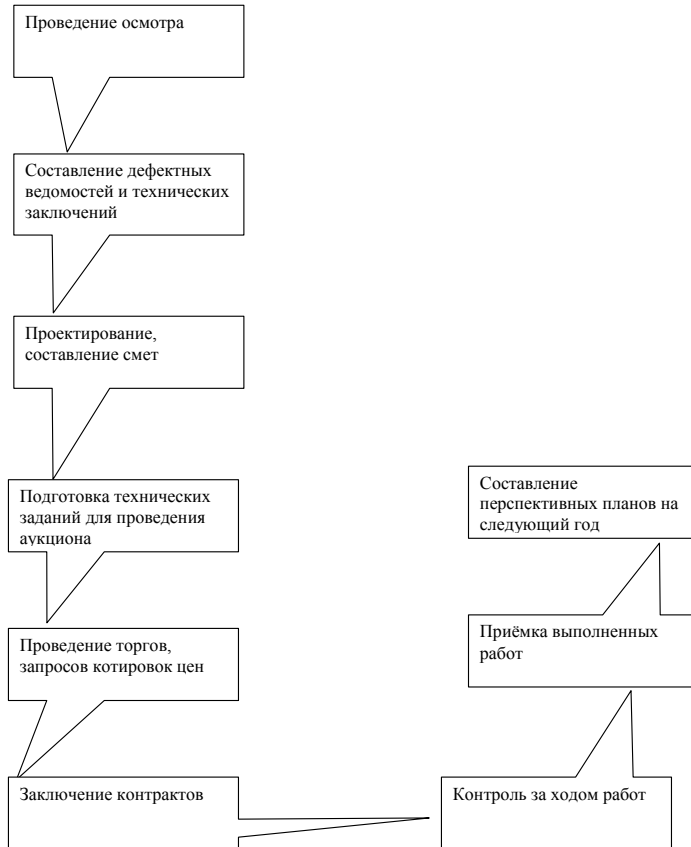 Проведение осмотра
Составление дефектных
ведомостей и технических
заключений
Проектирование,
составление смет
Подготовка технических
заданий для проведения
аукциона
Проведение торгов,
запросов котировок цен
Заключение контрактов
Контроль за ходом работ
Приёмка выполненных
работ
Составление
перспективных планов на
следующий год